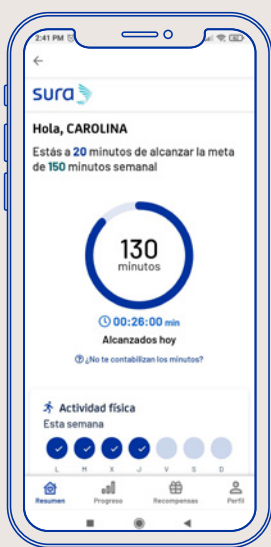 2:41 PM
sura
Hola, CAROLINA
Estás a 20 minutos de alcanzar la meta
de 150 minutos semanal
130
minutos
00:26:00 min
Alcanzados hoy
¿No te contabilizan los minutos?
Actividad física
Esta semana
L M X J V S D
Resumen Progreso Recompensas Perfil